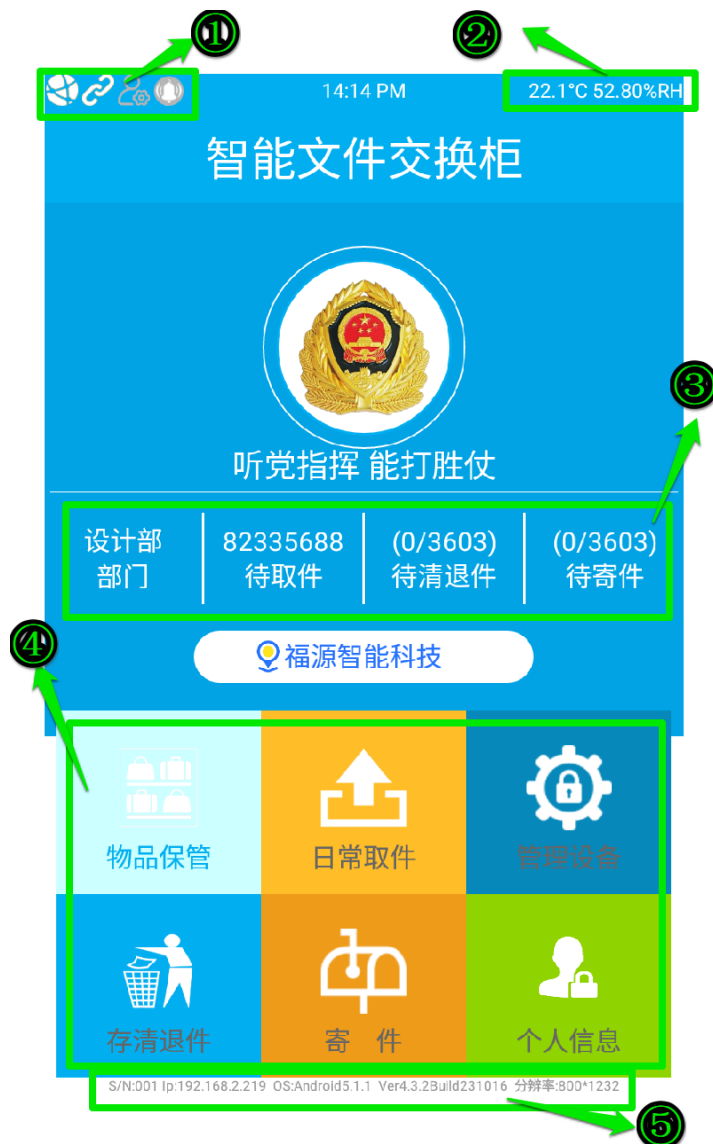 ① ②
14:14 PM 22.1°C 52.80%RH
智能文件交换柜
③
听党指挥 能打胜仗
设计部 82335688 (0/3603) (0/3603)
部门 待取件 待清退件 待寄件
④
福源智能科技
物品保管 日常取件 管理设备
存清退件 寄 件 个人信息
S/N:001 Ip:192.168.2.219 OS:Android5.1.1 Ver4.3.2Build231016 分辨率:800*1232
⑤